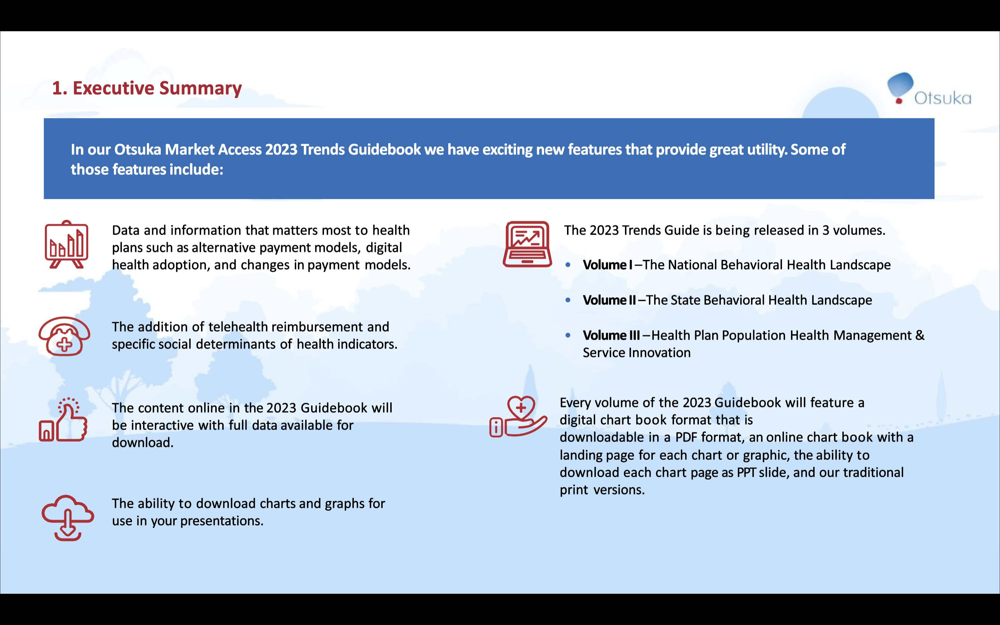 1. Executive Summary
Otsuka
In our Otsuka Market Access 2023 Trends Guidebook we have exciting new features that provide great utility. Some of
those features include:
Data and information that matters most to health
plans such as alternative payment models, digital
health adoption, and changes in payment models.
The addition of telehealth reimbursement and
specific social determinants of health indicators.
The content online in the 2023 Guidebook will
be interactive with full data available for
download.
The ability to download charts and graphs for
use in your presentations.
The 2023 Trends Guide is being released in 3 volumes.
• Volume I –The National Behavioral Health Landscape
• Volume II –The State Behavioral Health Landscape
• Volume III –Health Plan Population Health Management &
Service Innovation
Every volume of the 2023 Guidebook will feature a
digital chart book format that is
downloadable in a PDF format, an online chart book with a
landing page for each chart or graphic, the ability to
download each chart page as PPT slide, and our traditional
print versions.